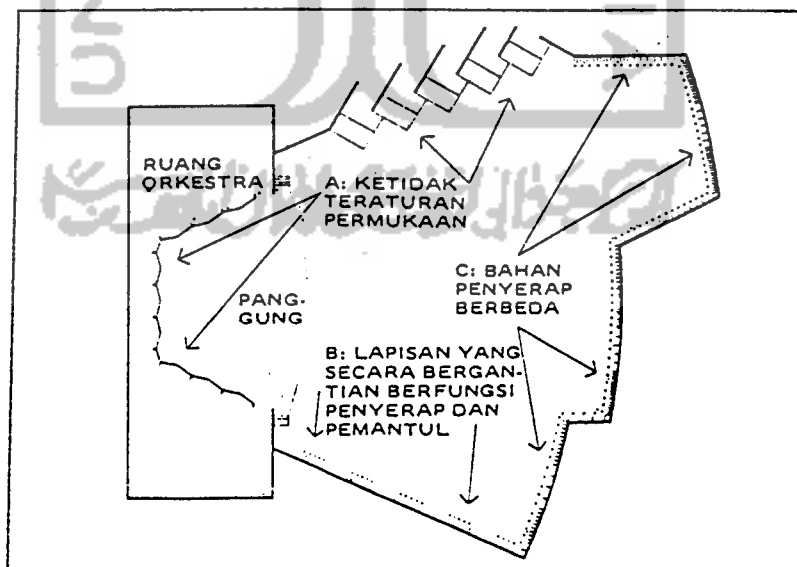 RUANG
ORKESTRA
A: KETIDAK
TERATURAN
PERMUKAAN
PANG-
GUNG
C: BAHAN
PENYERAP
BERBEDA
B: LAPISAN YANG
SECARA BERGAN-
TIAN BERFUNGSI
PENYERAP DAN
PEMANTUL